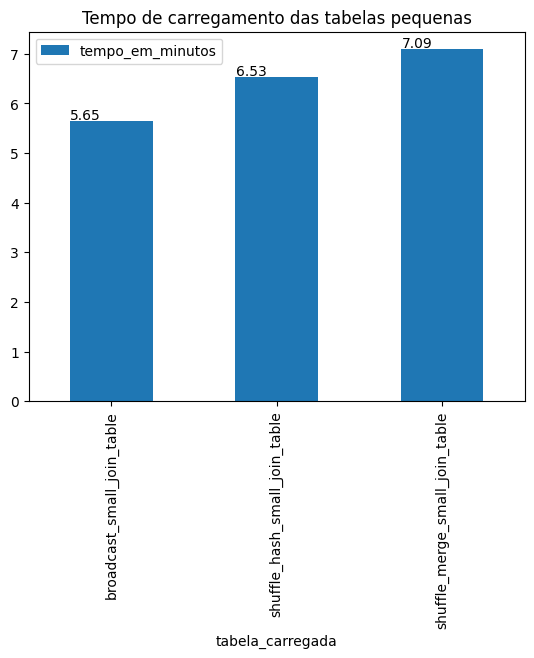 Tempo de carregamento das tabelas pequenas
tempo_em_minutos
7
6
5
4
3
2
1
0
5.65
6.53
7.09
broadcast_small_join_table
shuffle_hash_small_join_table
shuffle_merge_small_join_table
tabela_carregada